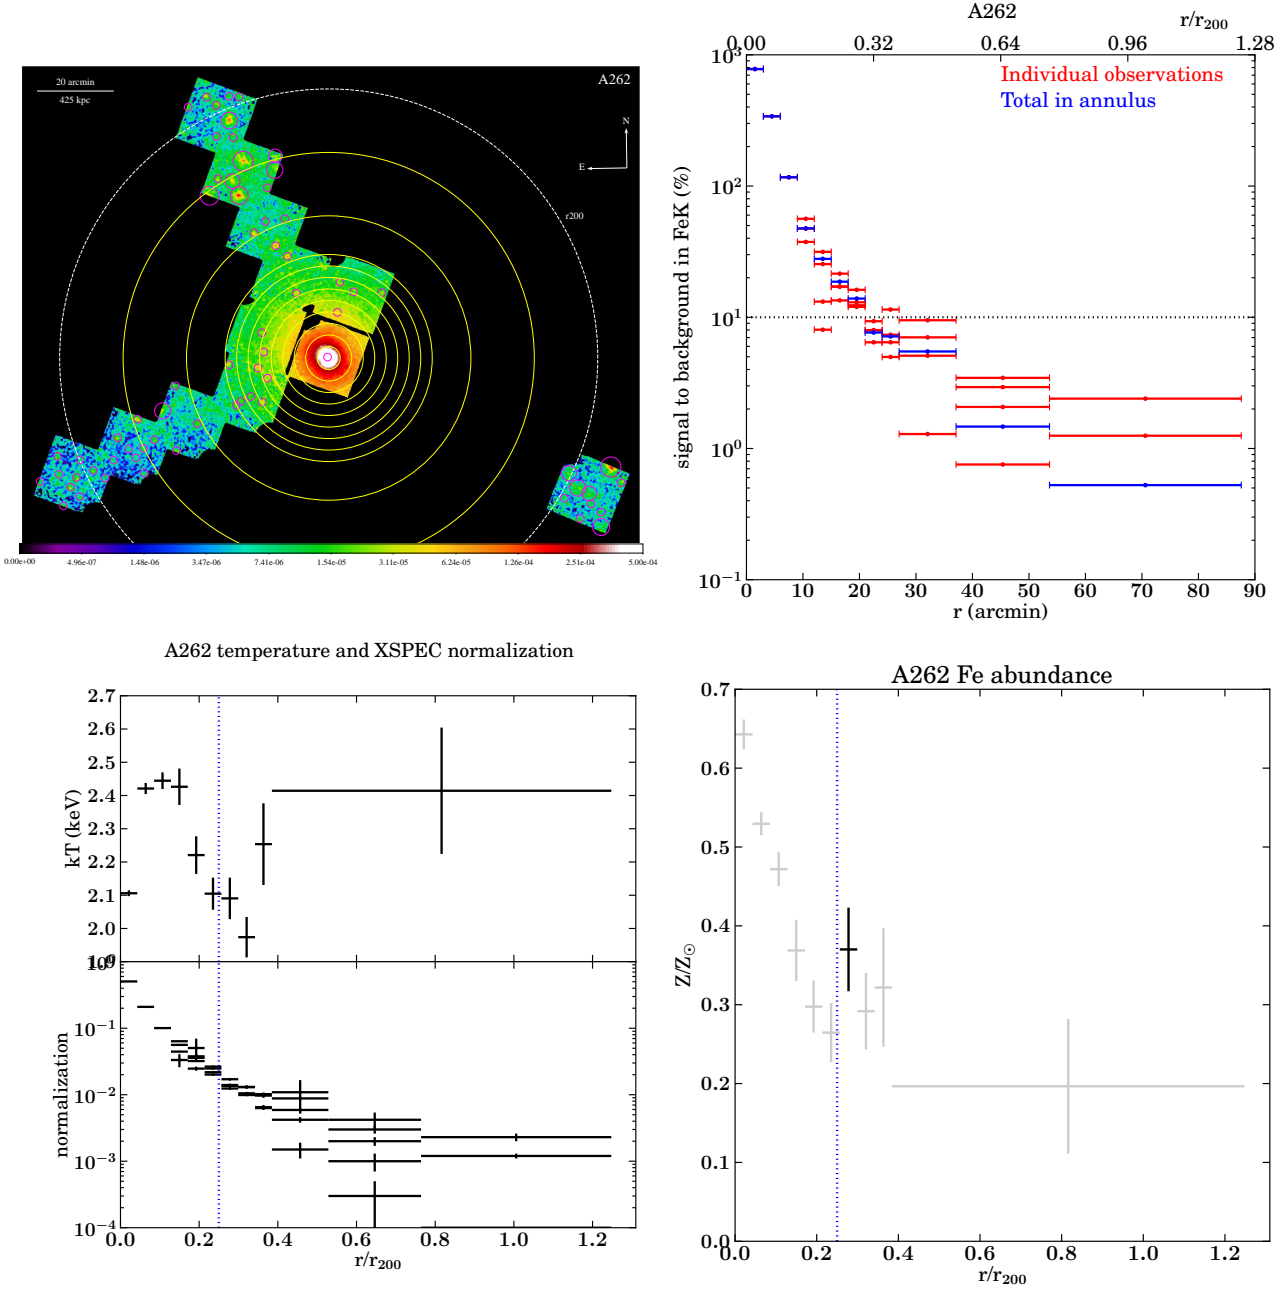 20 arcmin
425 kpc
A262
N
E
r200
0.00e+00 4.96e-07 1.48e-06 3.47e-06 7.41e-06 1.54e-05 3.11e-05 6.24e-05 1.26e-04 2.51e-04 5.00e-04
A262
r/r200
0.00 0.32 0.64 0.96 1.28
Individual observations
Total in annulus
signal to background in FeK (%)
10^3
10^2
10^1
10^0
10^-1
0 10 20 30 40 50 60 70 80 90
r (arcmin)
A262 temperature and XSPEC normalization
kT (keV)
2.7
2.6
2.5
2.4
2.3
2.2
2.1
2.0
1.9
normalization
10^0
10^-1
10^-2
10^-3
10^-4
0.0 0.2 0.4 0.6 0.8 1.0 1.2
r/r200
A262 Fe abundance
Z/Z⊙
0.7
0.6
0.5
0.4
0.3
0.2
0.1
0.0
0.0 0.2 0.4 0.6 0.8 1.0 1.2
r/r200